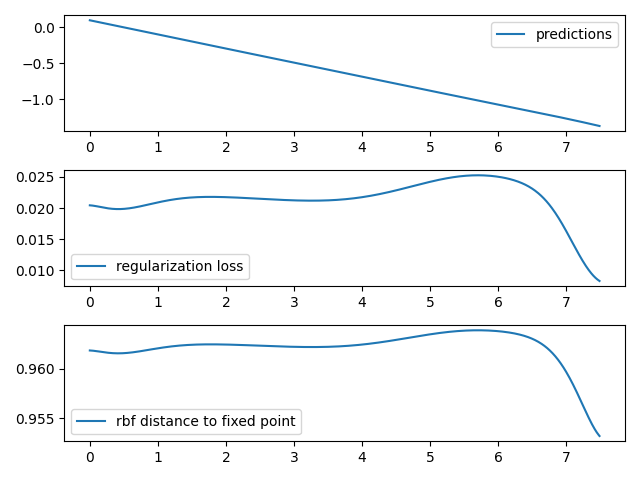 0.0
−0.5
−1.0
predictions
0 1 2 3 4 5 6 7
0.025
0.020
0.015
0.010
regularization loss
0 1 2 3 4 5 6 7
0.960
0.955
rbf distance to fixed point
0 1 2 3 4 5 6 7